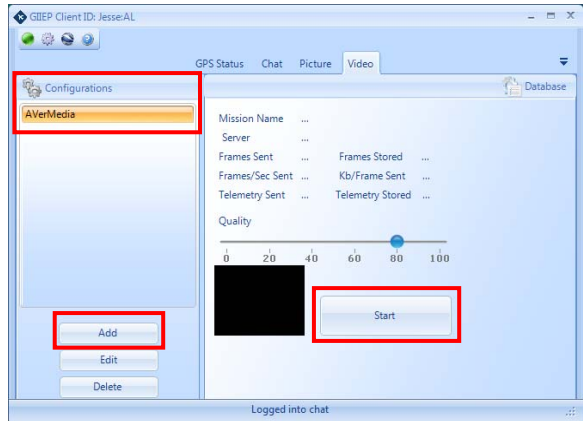 GIIEP Client ID: Jesse:AL
GPS Status Chat Picture Video
Configurations
Database
AVerMedia
Mission Name ...
Server ...
Frames Sent ... Frames Stored ...
Frames/Sec Sent ... Kb/Frame Sent ...
Telemetry Sent ... Telemetry Stored ...
Quality
0 20 40 60 80 100
Start
Add
Edit
Delete
Logged into chat